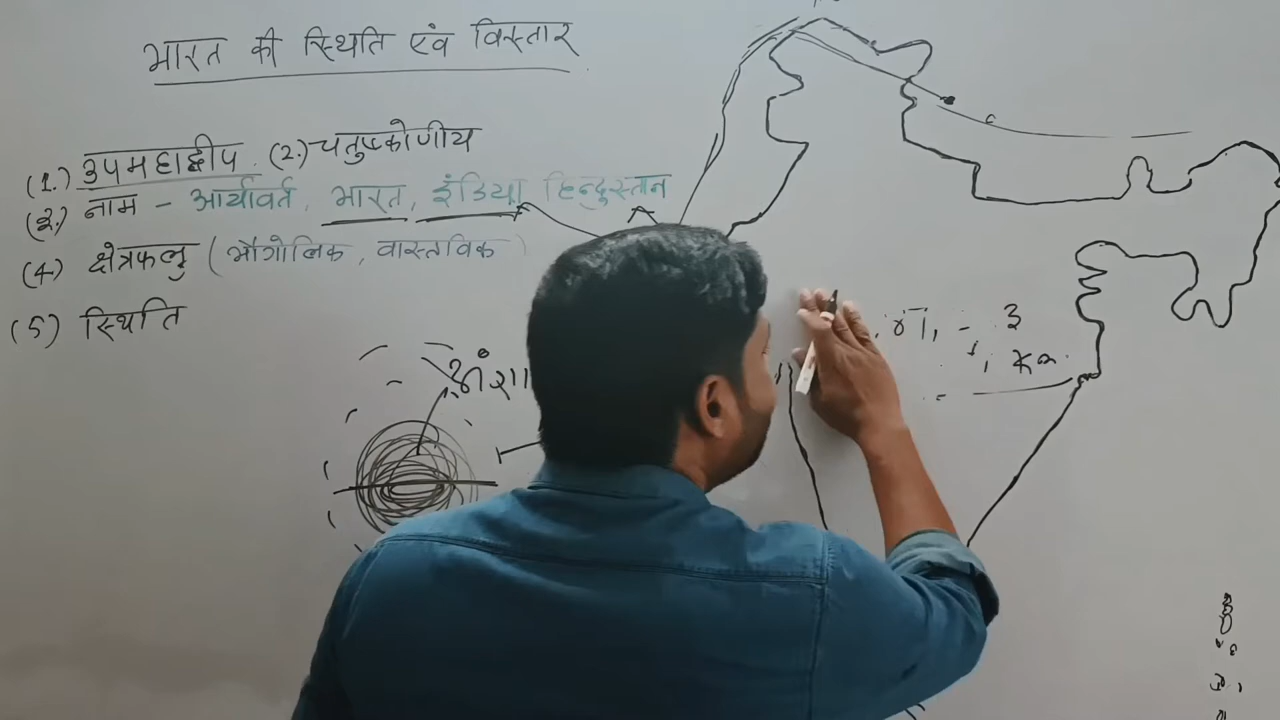 भारत की स्थिति एवं विस्तार
(1.) उपमहाद्वीप. (2.) चतुष्कोणीय
(3.) नाम - आर्यावर्त, भारत, इंडिया हिन्दुस्तान
(4) क्षेत्रफल (भौगोलिक, वास्तविक)
(5) स्थिति